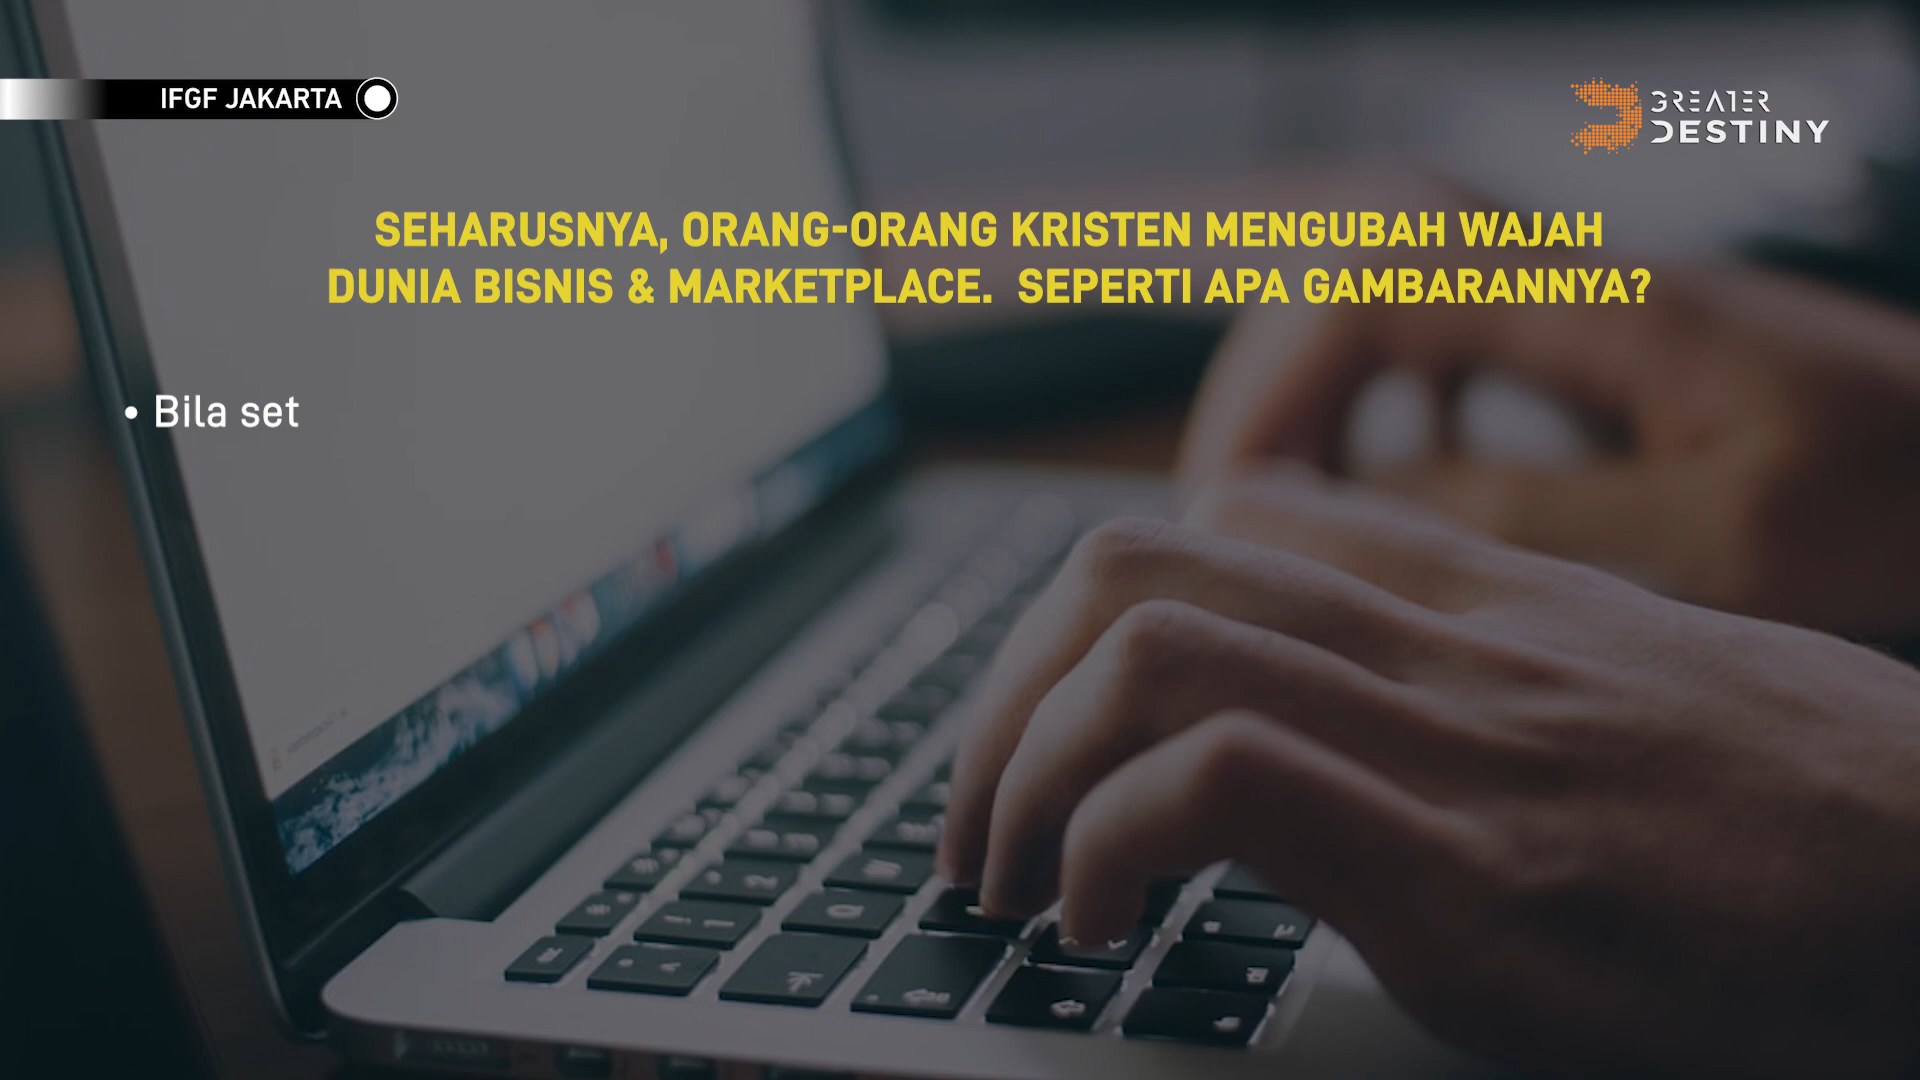 IFGF JAKARTA
GREATER
DESTINY
SEHARUSNYA, ORANG-ORANG KRISTEN MENGUBAH WAJAH
DUNIA BISNIS & MARKETPLACE. SEPERTI APA GAMBARANNYA?
• Bila set